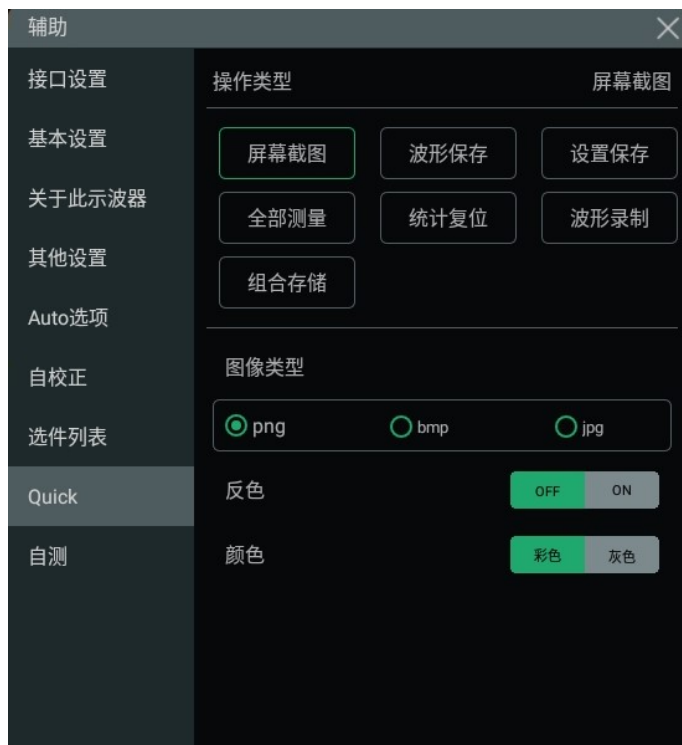 辅助
接口设置
基本设置
关于此示波器
其他设置
Auto选项
自校正
选件列表
Quick
自测
操作类型 屏幕截图
屏幕截图 波形保存 设置保存
全部测量 统计复位 波形录制
组合存储
图像类型
png bmp jpg
反色 OFF ON
颜色 彩色 灰色